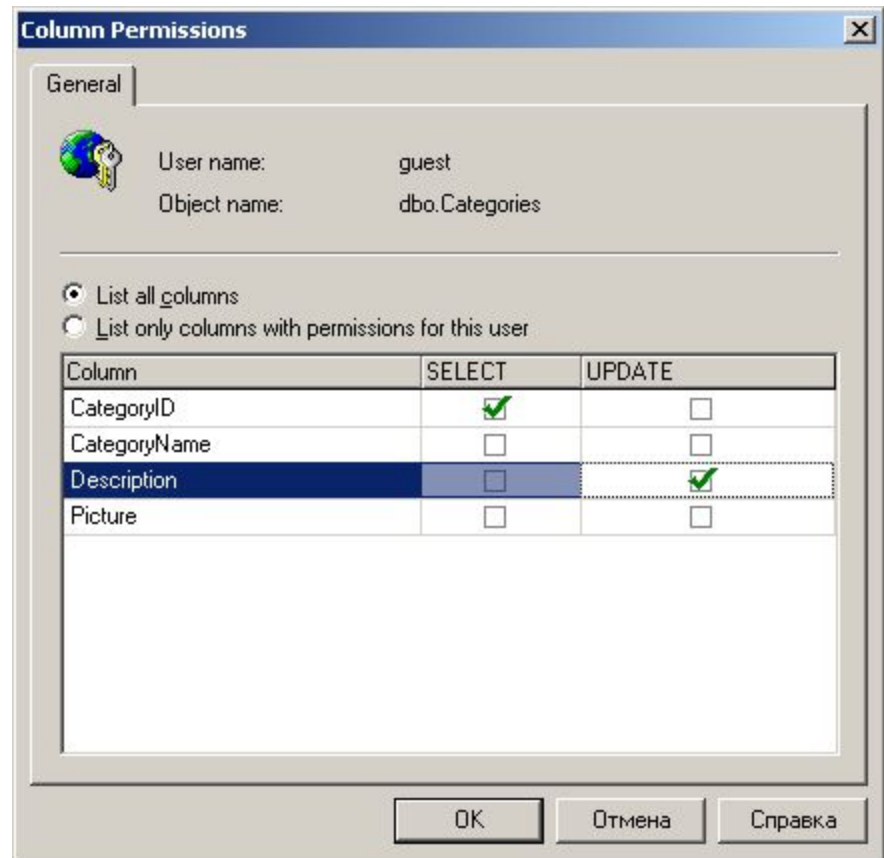 Column Permissions
General
User name: guest
Object name: dbo.Categories
List all columns
List only columns with permissions for this user
Column SELECT UPDATE
CategoryID
CategoryName
Description
Picture
OK Отмена Справка